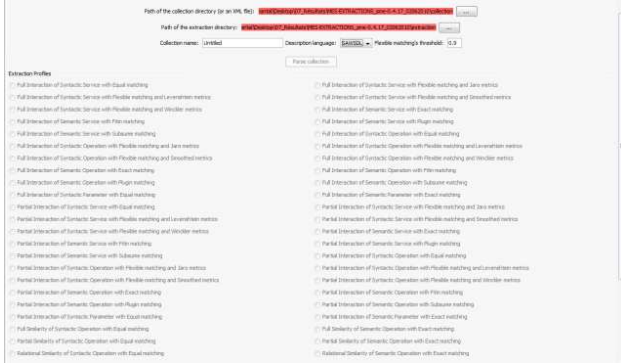 Path of the collection directory (or an XML file): ...
Path of the extraction directory: ...
Collection name: Untitled Description language: SAWSDL Flexible matching's threshold: 0.9
Parse collection
Extraction Profiles
Full Interaction of Syntactic Service with Equal matching Full Interaction of Syntactic Service with Flexible matching and Jaro metrics
Full Interaction of Syntactic Service with Flexible matching and Levenshtein metrics Full Interaction of Syntactic Service with Flexible matching and Smoothed metrics
Full Interaction of Syntactic Service with Flexible matching and Winckler metrics Full Interaction of Semantic Service with Exact matching
Full Interaction of Semantic Service with Fitin matching Full Interaction of Semantic Service with Plugin matching
Full Interaction of Semantic Service with Subsume matching Full Interaction of Syntactic Operation with Equal matching
Full Interaction of Syntactic Operation with Flexible matching and Jaro metrics Full Interaction of Syntactic Operation with Flexible matching and Levenshtein metrics
Full Interaction of Syntactic Operation with Flexible matching and Smoothed metrics Full Interaction of Syntactic Operation with Flexible matching and Winckler metrics
Full Interaction of Semantic Operation with Exact matching Full Interaction of Semantic Operation with Fitin matching
Full Interaction of Semantic Operation with Plugin matching Full Interaction of Semantic Operation with Subsume matching
Full Interaction of Syntactic Parameter with Equal matching Full Interaction of Semantic Parameter with Exact matching
Partial Interaction of Syntactic Service with Equal matching Partial Interaction of Syntactic Service with Flexible matching and Jaro metrics
Partial Interaction of Syntactic Service with Flexible matching and Levenshtein metrics Partial Interaction of Syntactic Service with Flexible matching and Smoothed metrics
Partial Interaction of Syntactic Service with Flexible matching and Winckler metrics Partial Interaction of Semantic Service with Exact matching
Partial Interaction of Semantic Service with Fitin matching Partial Interaction of Semantic Service with Plugin matching
Partial Interaction of Semantic Service with Subsume matching Partial Interaction of Syntactic Operation with Equal matching
Partial Interaction of Syntactic Operation with Flexible matching and Jaro metrics Partial Interaction of Syntactic Operation with Flexible matching and Levenshtein metrics
Partial Interaction of Syntactic Operation with Flexible matching and Smoothed metrics Partial Interaction of Syntactic Operation with Flexible matching and Winckler metrics
Partial Interaction of Semantic Operation with Exact matching Partial Interaction of Semantic Operation with Fitin matching
Partial Interaction of Semantic Operation with Plugin matching Partial Interaction of Semantic Operation with Subsume matching
Partial Interaction of Syntactic Parameter with Equal matching Partial Interaction of Semantic Parameter with Exact matching
Full Similarity of Syntactic Operation with Equal matching Full Similarity of Semantic Operation with Exact matching
Partial Similarity of Syntactic Operation with Equal matching Partial Similarity of Semantic Operation with Exact matching
Relational Similarity of Syntactic Operation with Equal matching Relational Similarity of Semantic Operation with Exact matching